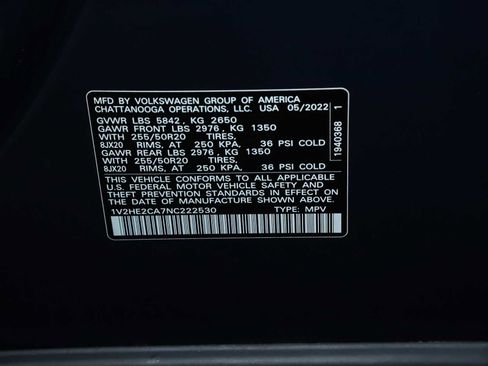 MFD BY VOLKSWAGEN GROUP OF AMERICA
CHATTANOOGA OPERATIONS, LLC. USA 05/2022
GVWR LBS 5842, KG 2650
GAWR FRONT LBS 2976, KG 1350
WITH 255/50R20 TIRES,
8JX20 RIMS, AT 250 KPA, 36 PSI COLD
GAWR REAR LBS 2976, KG 1350
WITH 255/50R20 TIRES,
8JX20 RIMS, AT 250 KPA, 36 PSI COLD
THIS VEHICLE CONFORMS TO ALL APPLICABLE
U.S. FEDERAL MOTOR VEHICLE SAFETY AND
THEFT PREVENTION STANDARDS IN EFFECT ON
THE DATE OF MANUFACTURE SHOWN ABOVE.
1V2HE2CA7NC222530 TYPE: MPV
1940368 1